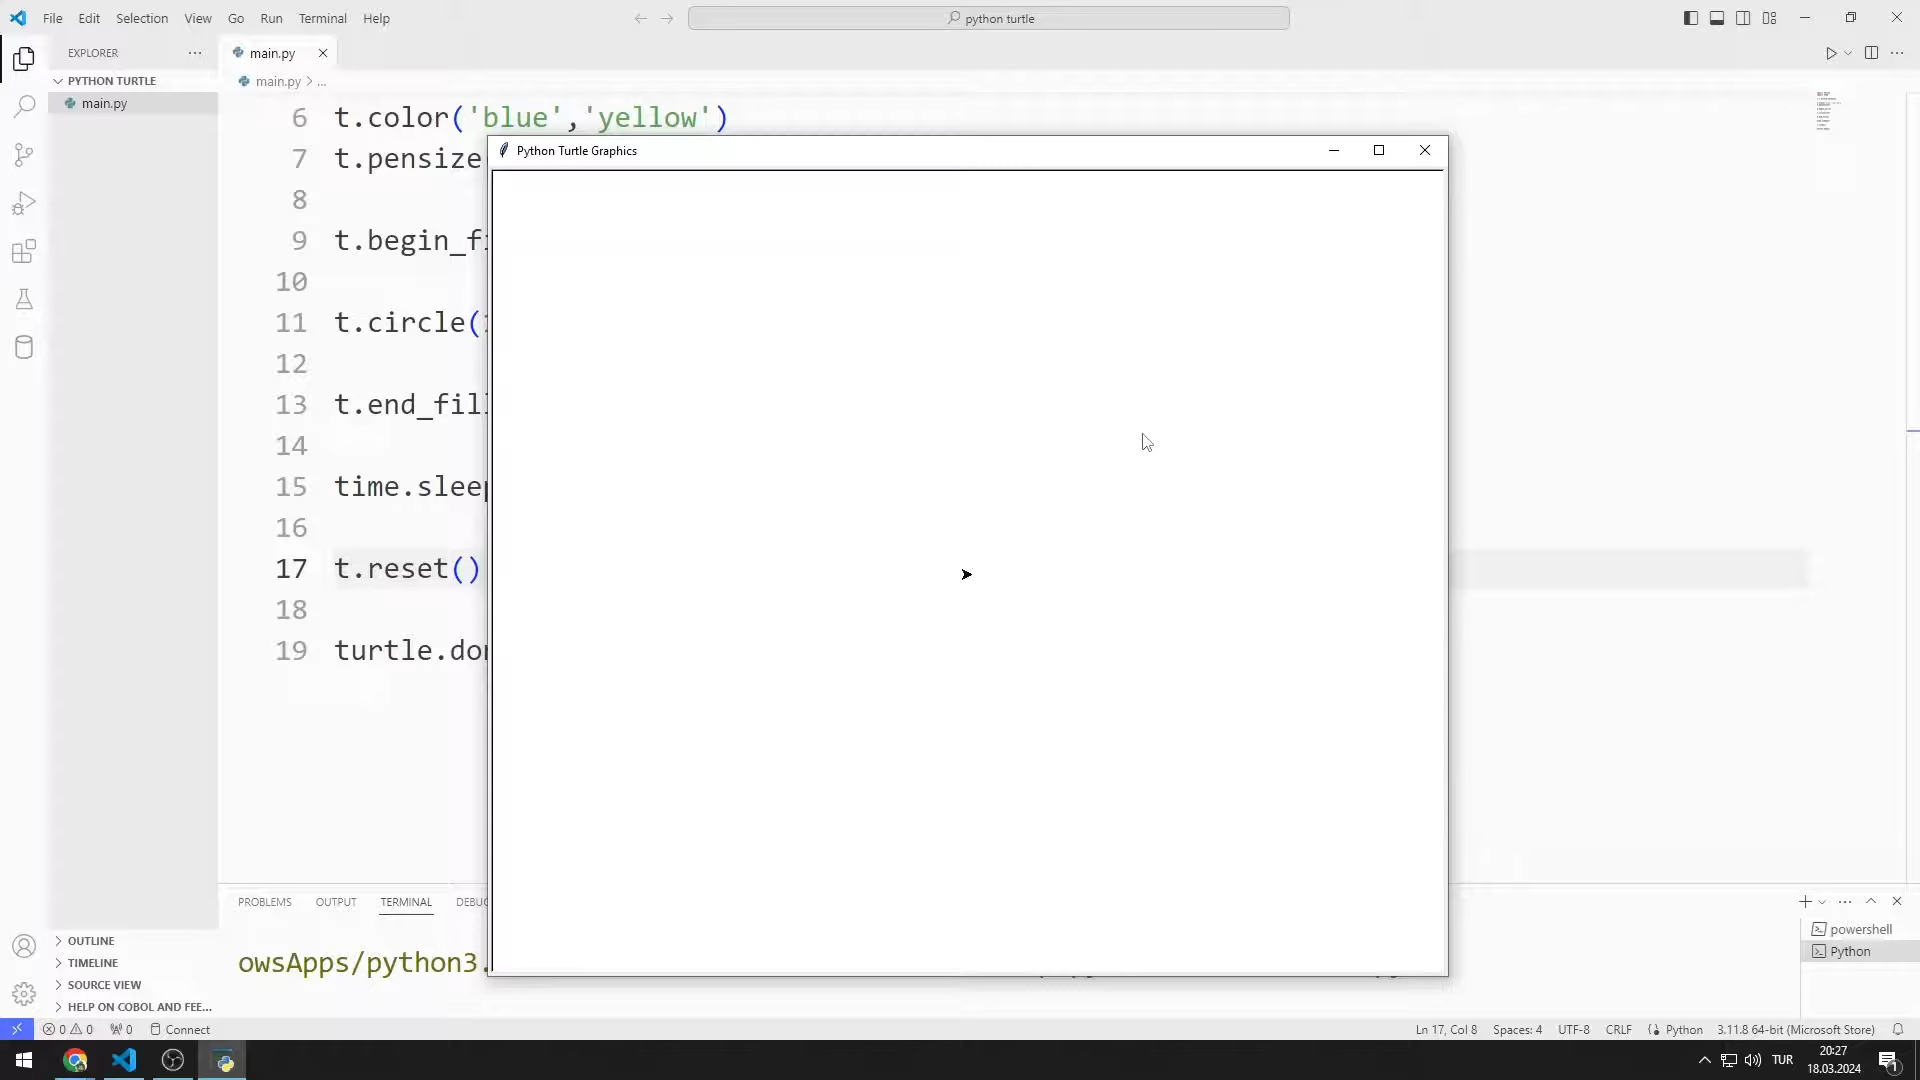 File Edit Selection View Go Run Terminal Help
python turtle
EXPLORER
main.py
PYTHON TURTLE
main.py
main.py > ...
6 t.color('blue','yellow')
7 t.pensize
8
9 t.begin_f
10
11 t.circle(
12
13 t.end_fil
14
15 time.sleep
16
17 t.reset()
18
19 turtle.do
Python Turtle Graphics
PROBLEMS OUTPUT TERMINAL DEBU
owsApps/python3.
powershell
Python
OUTLINE
TIMELINE
SOURCE VIEW
HELP ON COBOL AND FEE...
0 0 0 Connect
Ln 17, Col 8 Spaces: 4 UTF-8 CRLF Python 3.11.8 64-bit (Microsoft Store)
TUR
20:27
18.03.2024
1